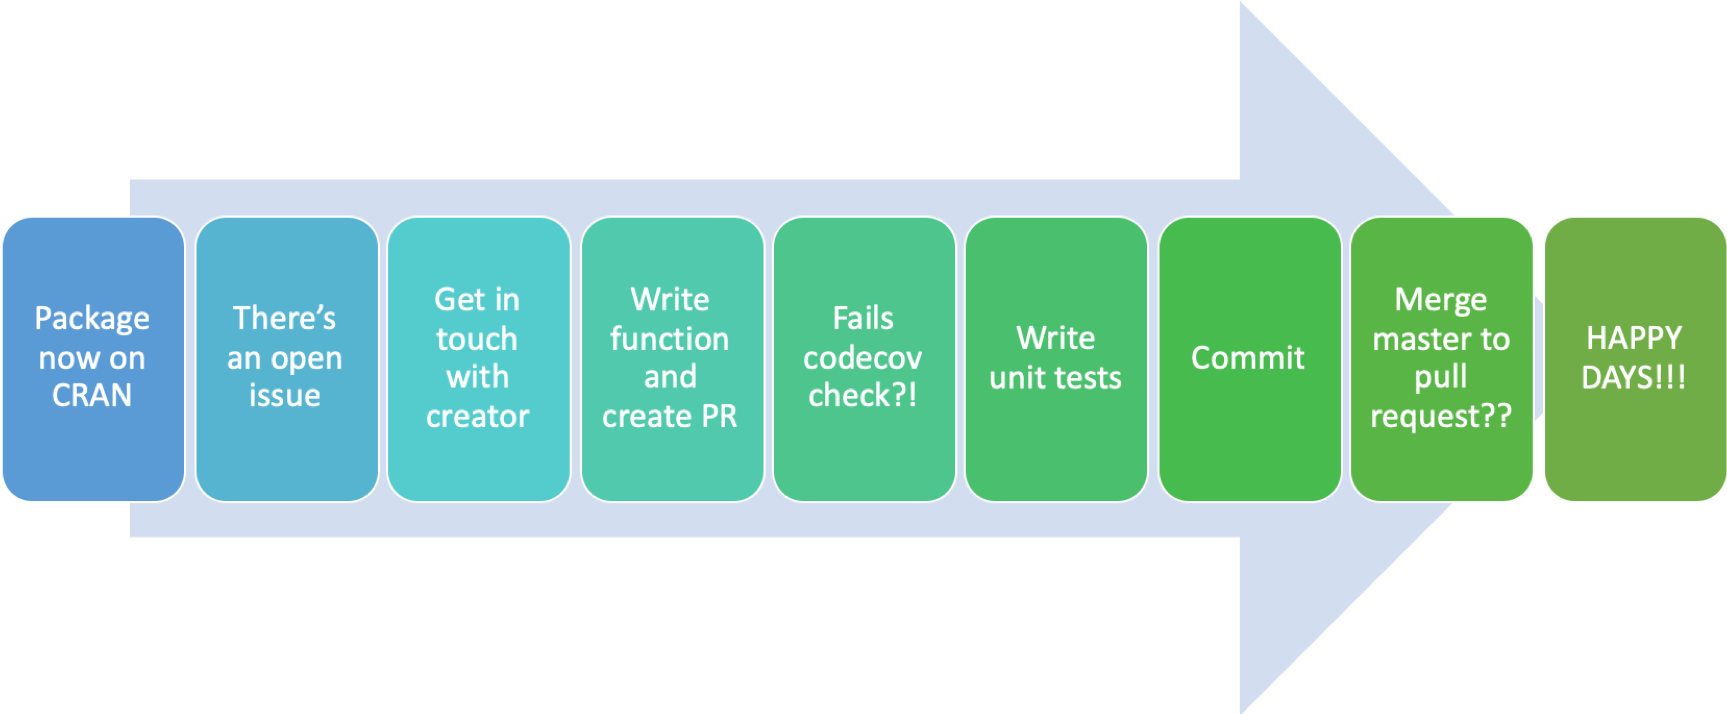 Package
now on
CRAN
There’s
an open
issue
Get in
touch
with
creator
Write
function
and
create PR
Fails
codecov
check?!
Write
unit tests
Commit
Merge
master to
pull
request??
HAPPY
DAYS!!!